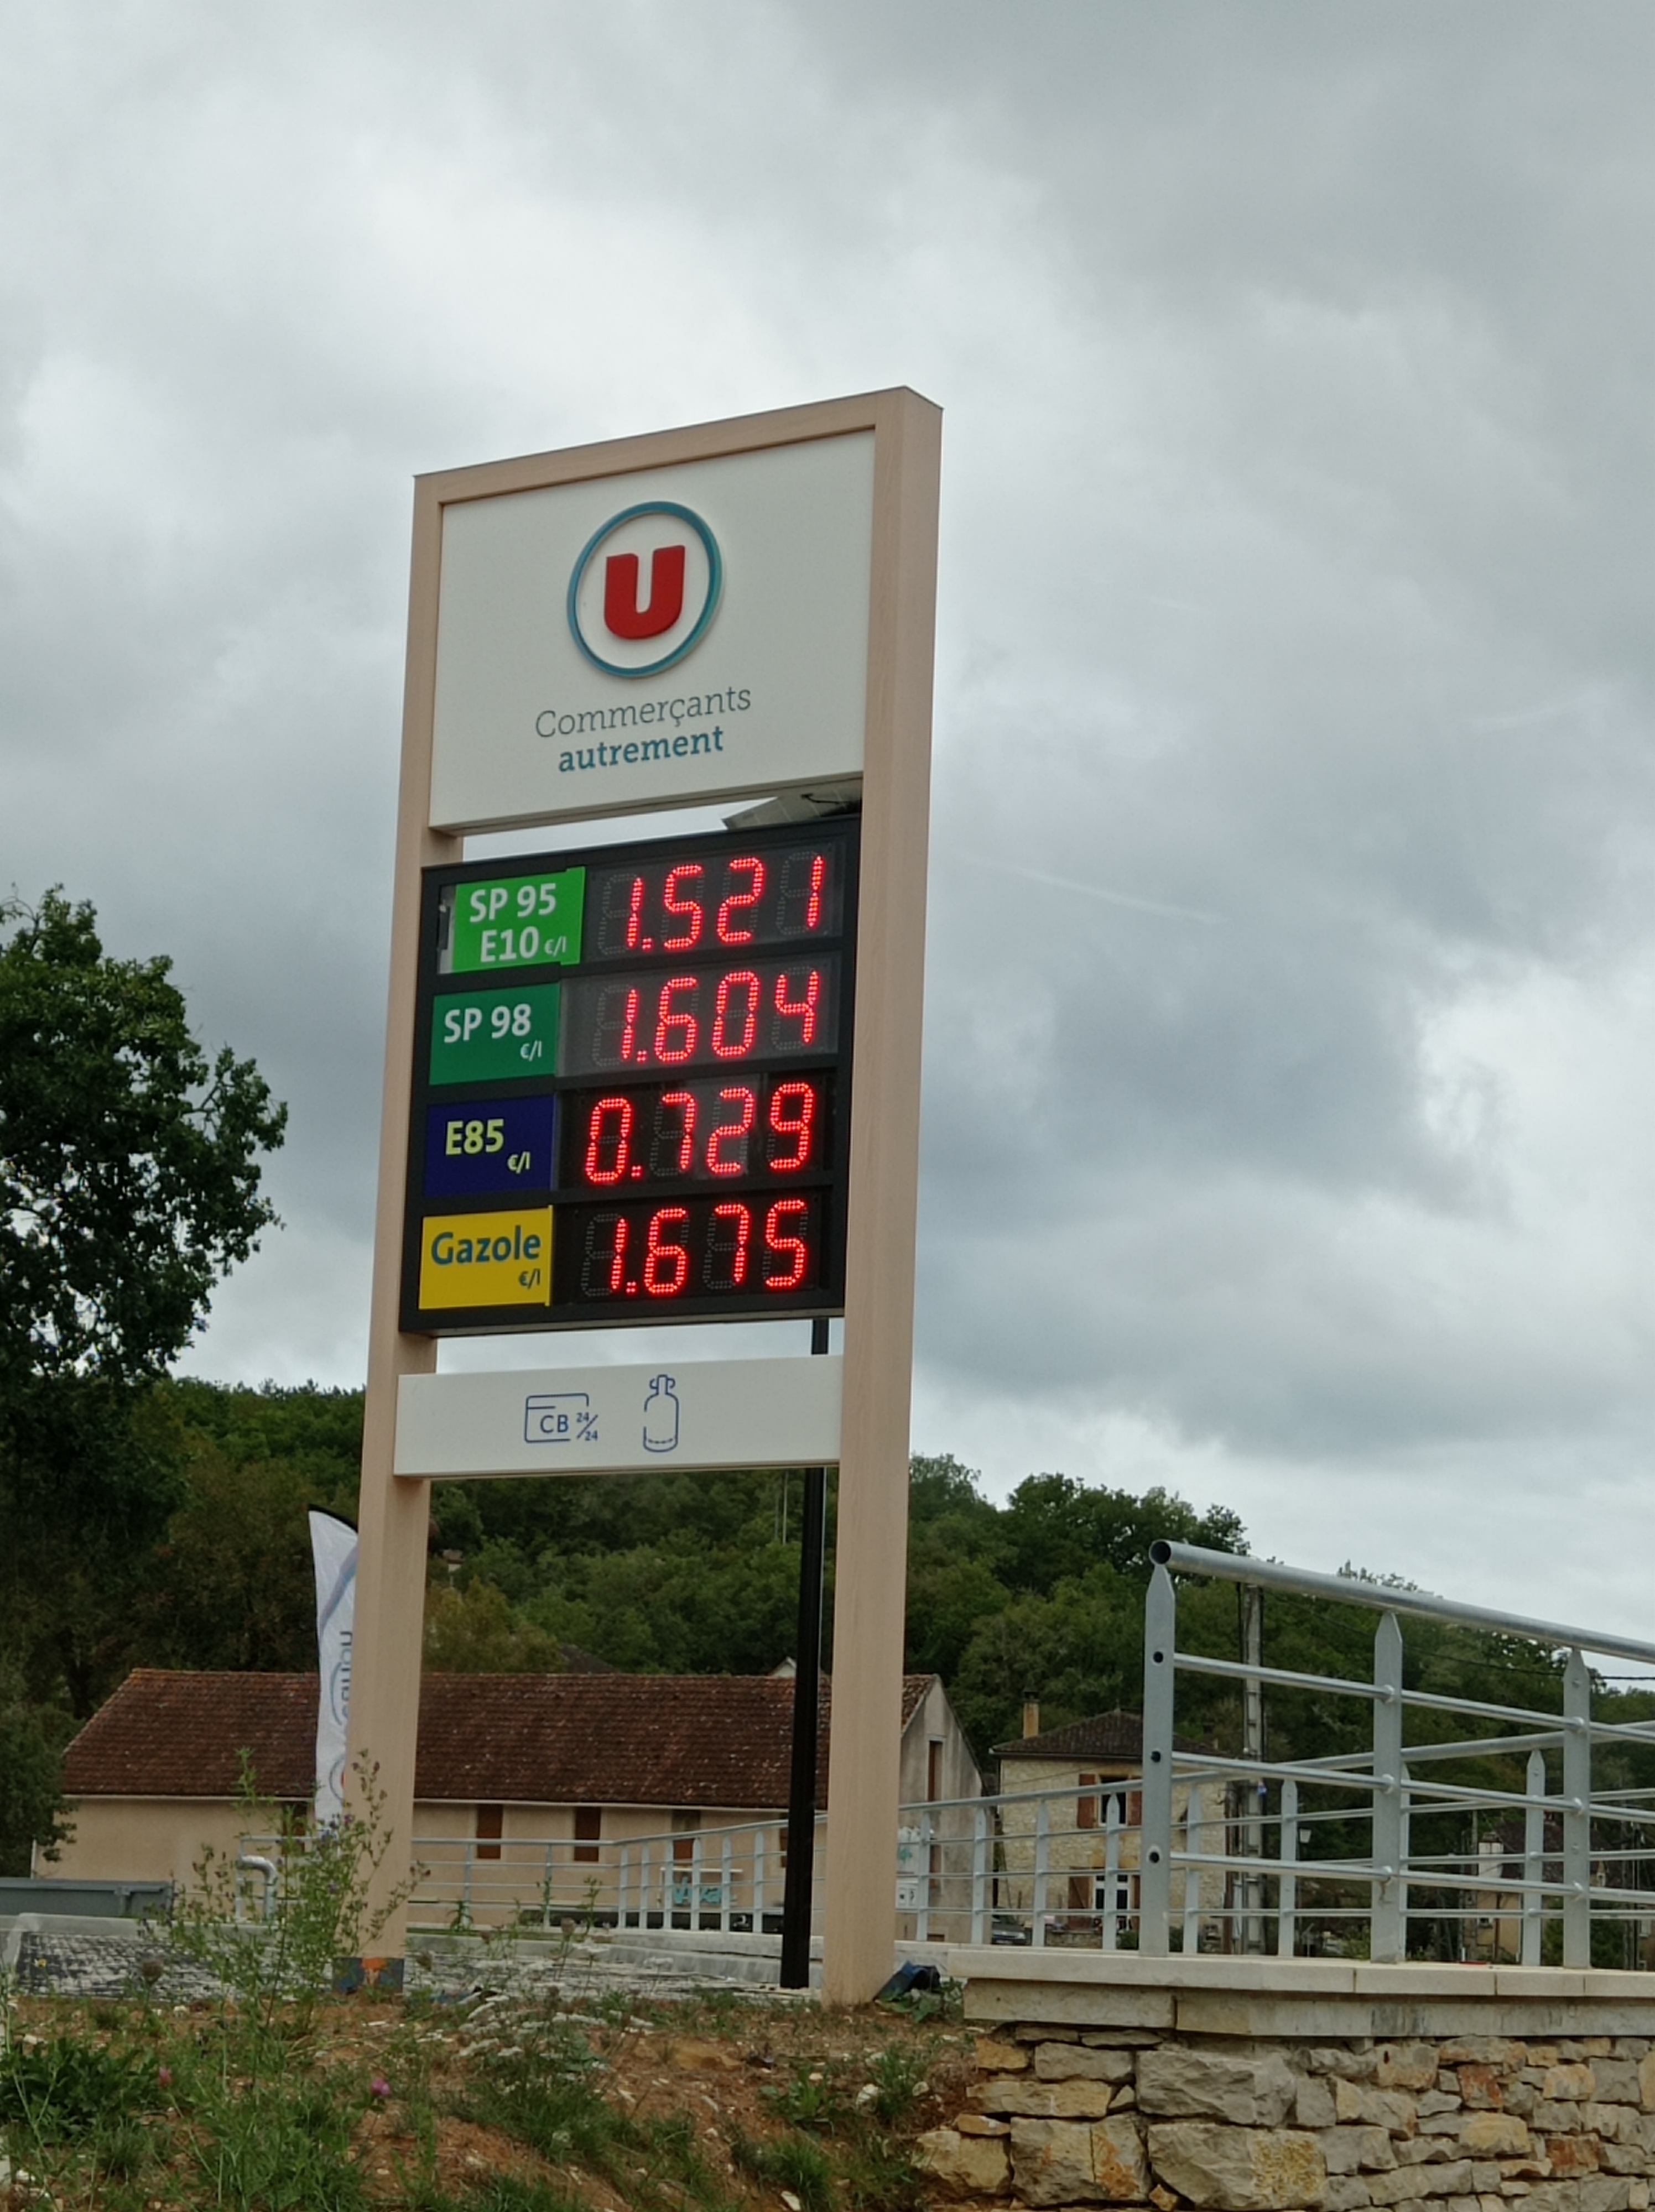 U
Commerçants
autrement
SP 95
E10 €/l
1.521
SP 98
€/l
1.604
E85
€/l
0.729
Gazole
€/l
1.675
CB 24/24